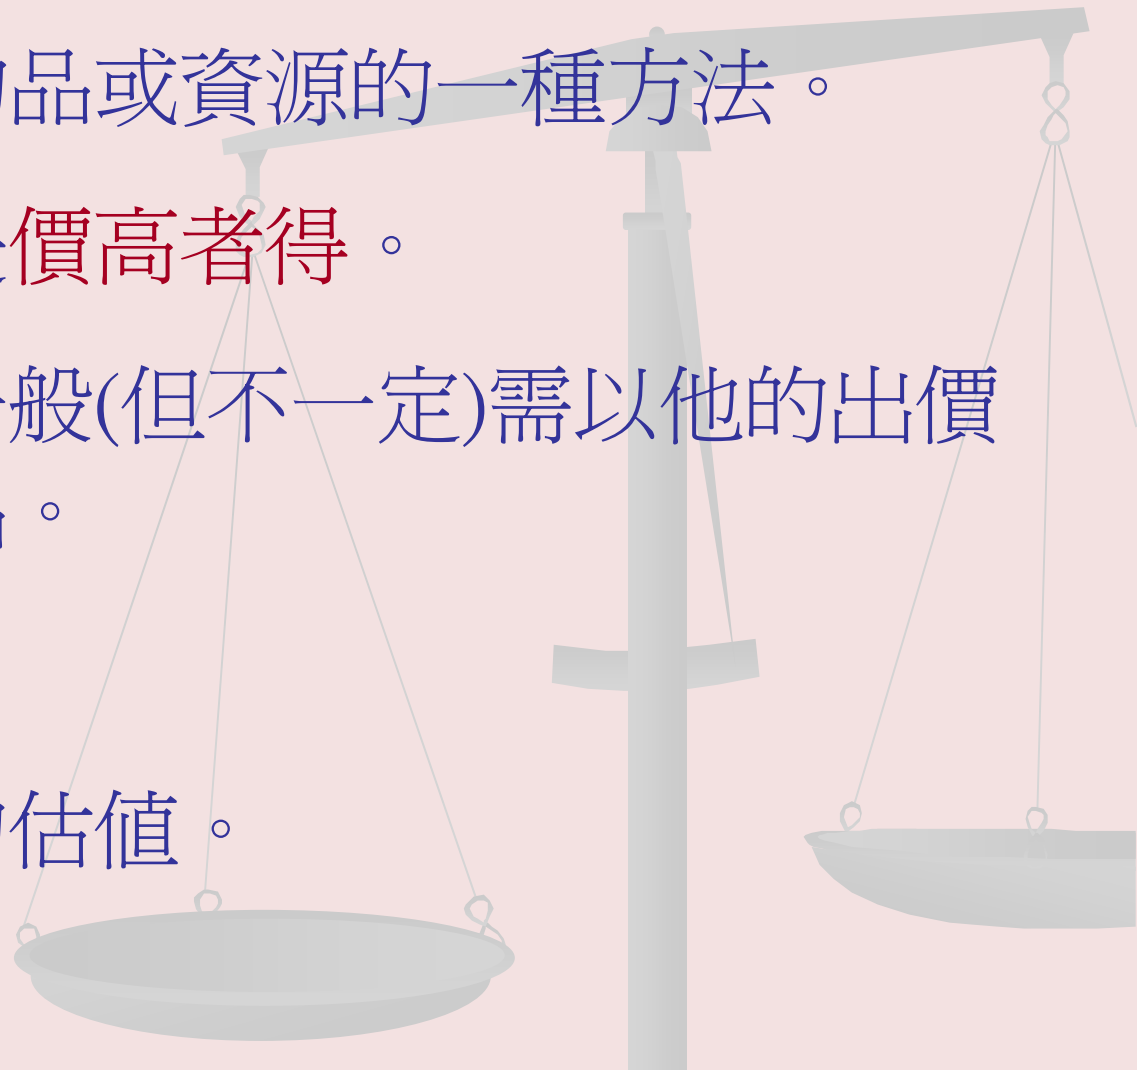 品或資源的一種方法。
價高者得。
般(但不一定)需以他的出價
。
估值。